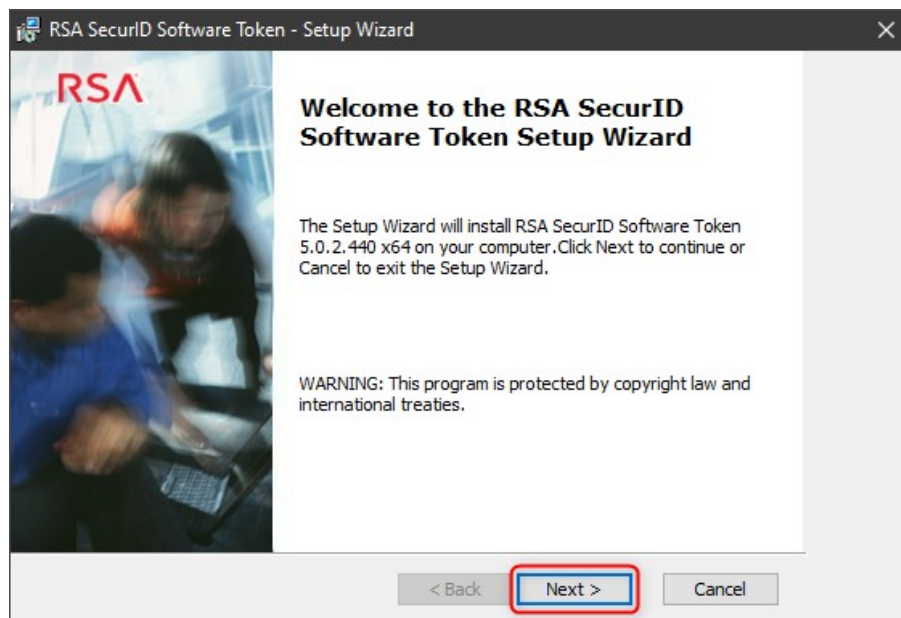 RSA SecurID Software Token - Setup Wizard
RSA
Welcome to the RSA SecurID
Software Token Setup Wizard
The Setup Wizard will install RSA SecurID Software Token
5.0.2.440 x64 on your computer.Click Next to continue or
Cancel to exit the Setup Wizard.
WARNING: This program is protected by copyright law and
international treaties.
< Back Next > Cancel